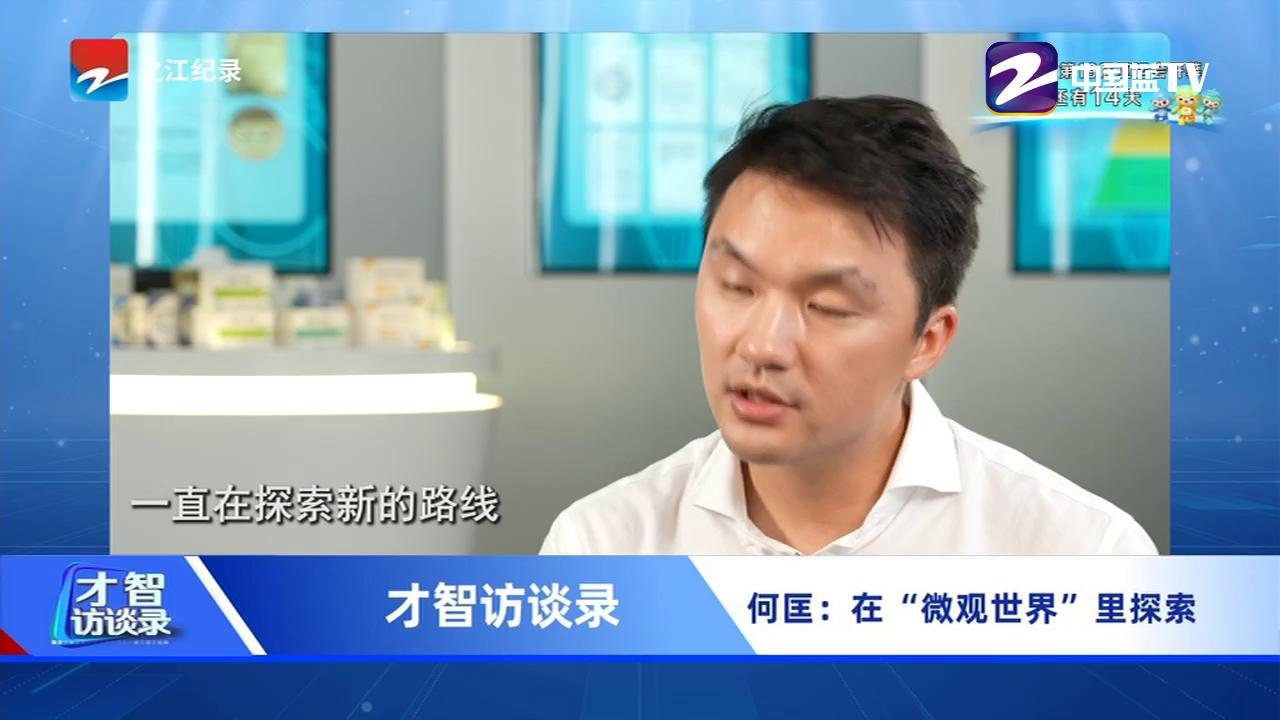 之江纪录
中国蓝TV
还有14天
一直在探索新的路线
才智
访谈录
才智访谈录
何匡：在“微观世界”里探索